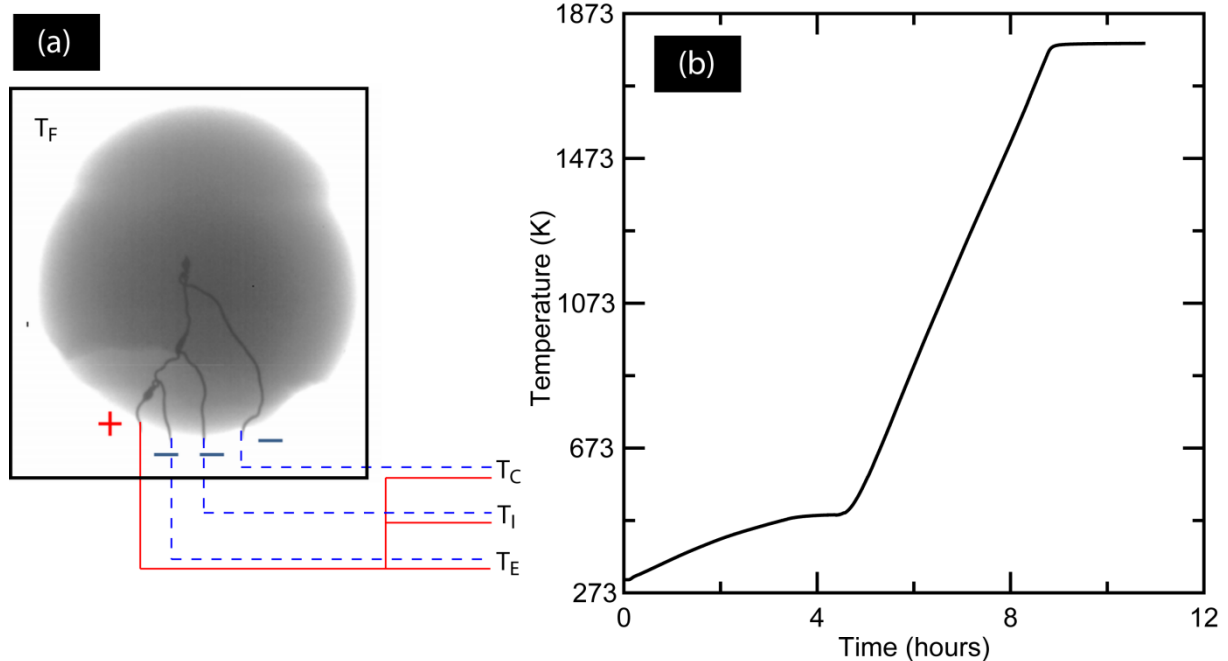 (a)
T_F
+
− − −
T_C
T_I
T_E
(b)
Temperature (K)
1873
1473
1073
673
273
0 4 8 12
Time (hours)